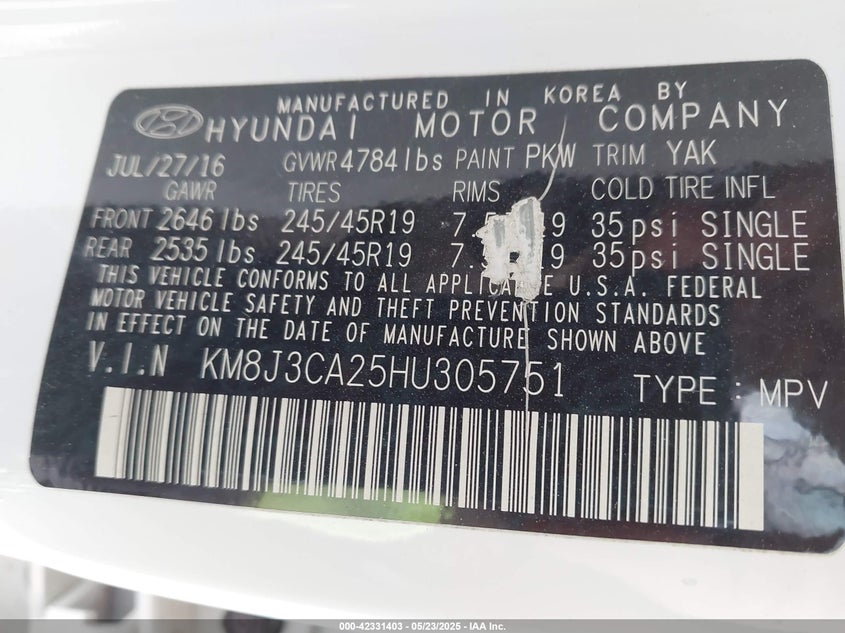 MANUFACTURED IN KOREA BY
HYUNDAI MOTOR COMPANY
JUL/27/16 GVWR 4784 lbs PAINT PKW TRIM YAK
GAWR TIRES RIMS COLD TIRE INFL
FRONT 2646 lbs 245/45R19 35psi SINGLE
REAR 2535 lbs 245/45R19 35psi SINGLE
THIS VEHICLE CONFORMS TO ALL U.S.A. FEDERAL
MOTOR VEHICLE SAFETY AND THEFT PREVENTION STANDARDS
IN EFFECT ON THE DATE OF MANUFACTURE SHOWN ABOVE
V.I.N KM8J3CA25HU305751 TYPE : MPV
000-42331403 - 05/23/2025 - IAA Inc.